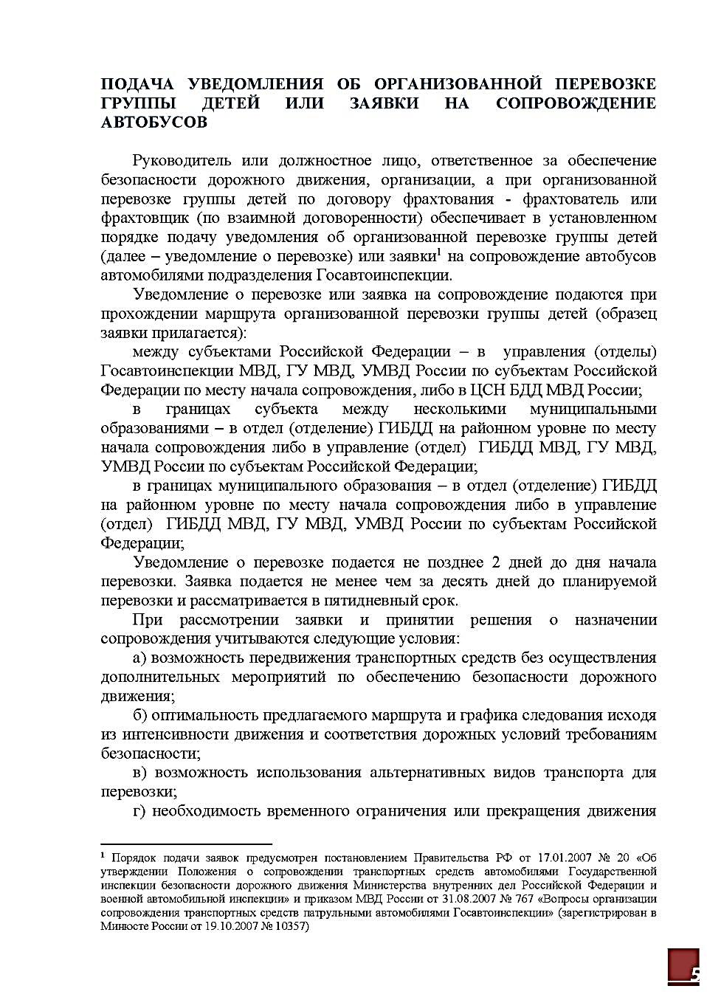 ПОДАЧА УВЕДОМЛЕНИЯ ОБ ОРГАНИЗОВАННОЙ ПЕРЕВОЗКЕ
ГРУППЫ ДЕТЕЙ ИЛИ ЗАЯВКИ НА СОПРОВОЖДЕНИЕ
АВТОБУСОВ
Руководитель или должностное лицо, ответственное за обеспечение
безопасности дорожного движения, организации, а при организованной
перевозке группы детей по договору фрахтования - фрахтователь или
фрахтовщик (по взаимной договоренности) обеспечивает в установленном
порядке подачу уведомления об организованной перевозке группы детей
(далее – уведомление о перевозке) или заявки¹ на сопровождение автобусов
автомобилями подразделения Госавтоинспекции.
Уведомление о перевозке или заявка на сопровождение подаются при
прохождении маршрута организованной перевозки группы детей (образец
заявки прилагается):
между субъектами Российской Федерации – в управления (отделы)
Госавтоинспекции МВД, ГУ МВД, УМВД России по субъектам Российской
Федерации по месту начала сопровождения, либо в ЦСН БДД МВД России;
в границах субъекта между несколькими муниципальными
образованиями – в отдел (отделение) ГИБДД на районном уровне по месту
начала сопровождения либо в управление (отдел) ГИБДД МВД, ГУ МВД,
УМВД России по субъектам Российской Федерации;
в границах муниципального образования – в отдел (отделение) ГИБДД
на районном уровне по месту начала сопровождения либо в управление
(отдел) ГИБДД МВД, ГУ МВД, УМВД России по субъектам Российской
Федерации;
Уведомление о перевозке подается не позднее 2 дней до дня начала
перевозки. Заявка подается не менее чем за десять дней до планируемой
перевозки и рассматривается в пятидневный срок.
При рассмотрении заявки и принятии решения о назначении
сопровождения учитываются следующие условия:
а) возможность передвижения транспортных средств без осуществления
дополнительных мероприятий по обеспечению безопасности дорожного
движения;
б) оптимальность предлагаемого маршрута и графика следования исходя
из интенсивности движения и соответствия дорожных условий требованиям
безопасности;
в) возможность использования альтернативных видов транспорта для
перевозки;
г) необходимость временного ограничения или прекращения движения
¹ Порядок подачи заявок предусмотрен постановлением Правительства РФ от 17.01.2007 № 20 «Об
утверждении Положения о сопровождении транспортных средств автомобилями Государственной
инспекции безопасности дорожного движения Министерства внутренних дел Российской Федерации и
военной автомобильной инспекции» и приказом МВД России от 31.08.2007 № 767 «Вопросы организации
сопровождения транспортных средств патрульными автомобилями Госавтоинспекции» (зарегистрирован в
Минюсте России от 19.10.2007 № 10357)
5